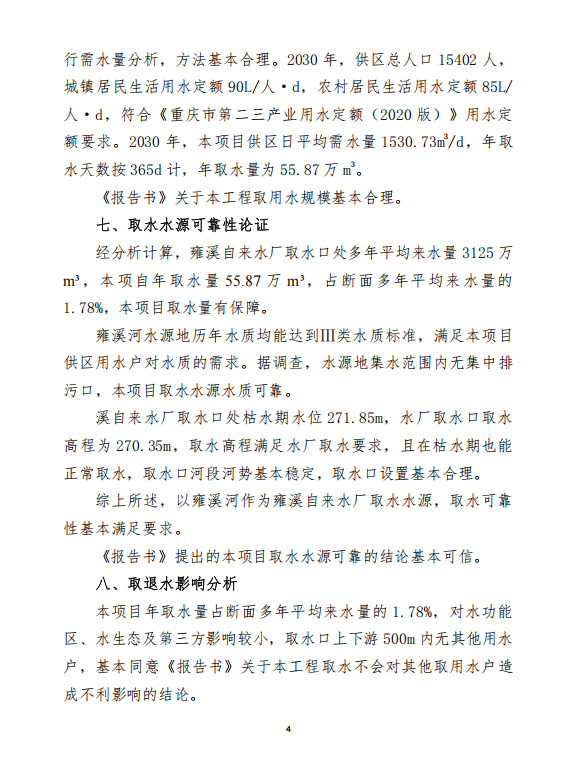 行需水量分析，方法基本合理。2030 年，供区总人口 15402 人，
城镇居民生活用水定额 90L/人·d，农村居民生活用水定额 85L/
人·d，符合《重庆市第二三产业用水定额（2020 版）》用水定
额要求。2030 年，本项目供区日平均需水量 1530.73m³/d，年取
水天数按 365d 计，年取水量为 55.87 万 m³。
《报告书》关于本工程取用水规模基本合理。
七、取水水源可靠性论证
经分析计算，雍溪自来水厂取水口处多年平均来水量 3125 万
m³，本项自年取水量 55.87 万 m³，占断面多年平均来水量的
1.78%，本项目取水量有保障。
雍溪河水源地历年水质均能达到Ⅲ类水质标准，满足本项目
供区用水户对水质的需求。据调查，水源地集水范围内无集中排
污口，本项目取水水源水质可靠。
溪自来水厂取水口处枯水期水位 271.85m，水厂取水口取水
高程为 270.35m，取水高程满足水厂取水要求，且在枯水期也能
正常取水，取水口河段河势基本稳定，取水口设置基本合理。
综上所述，以雍溪河作为雍溪自来水厂取水水源，取水可靠
性基本满足要求。
《报告书》提出的本项目取水水源可靠的结论基本可信。
八、取退水影响分析
本项目年取水量占断面多年平均来水量的 1.78%，对水功能
区、水生态及第三方影响较小，取水口上下游 500m 内无其他用水
户，基本同意《报告书》关于本工程取水不会对其他取用水户造
成不利影响的结论。
4